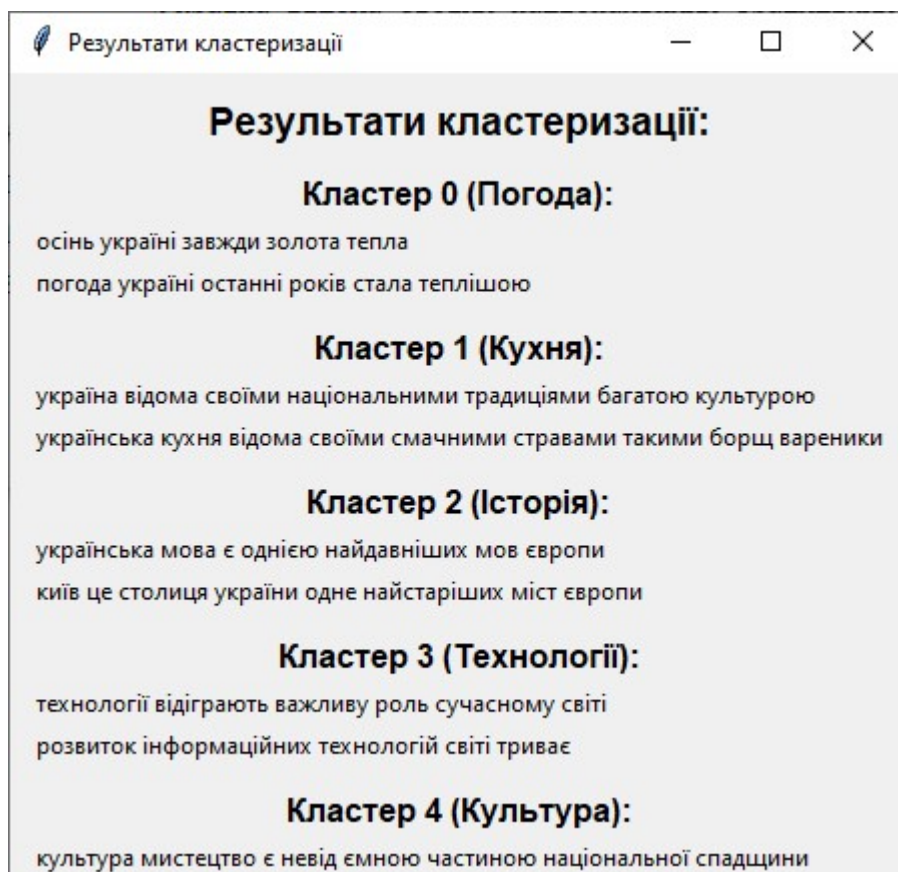 Результати кластеризації
Результати кластеризації:
Кластер 0 (Погода):
осінь україні завжди золота тепла
погода україні останні років стала теплішою
Кластер 1 (Кухня):
україна відома своїми національними традиціями багатою культурою
українська кухня відома своїми смачними стравами такими борщ вареники
Кластер 2 (Історія):
українська мова є однією найдавніших мов європи
київ це столиця україни одне найстаріших міст європи
Кластер 3 (Технології):
технології відіграють важливу роль сучасному світі
розвиток інформаційних технологій світі триває
Кластер 4 (Культура):
культура мистецтво є невід ємною частиною національної спадщини